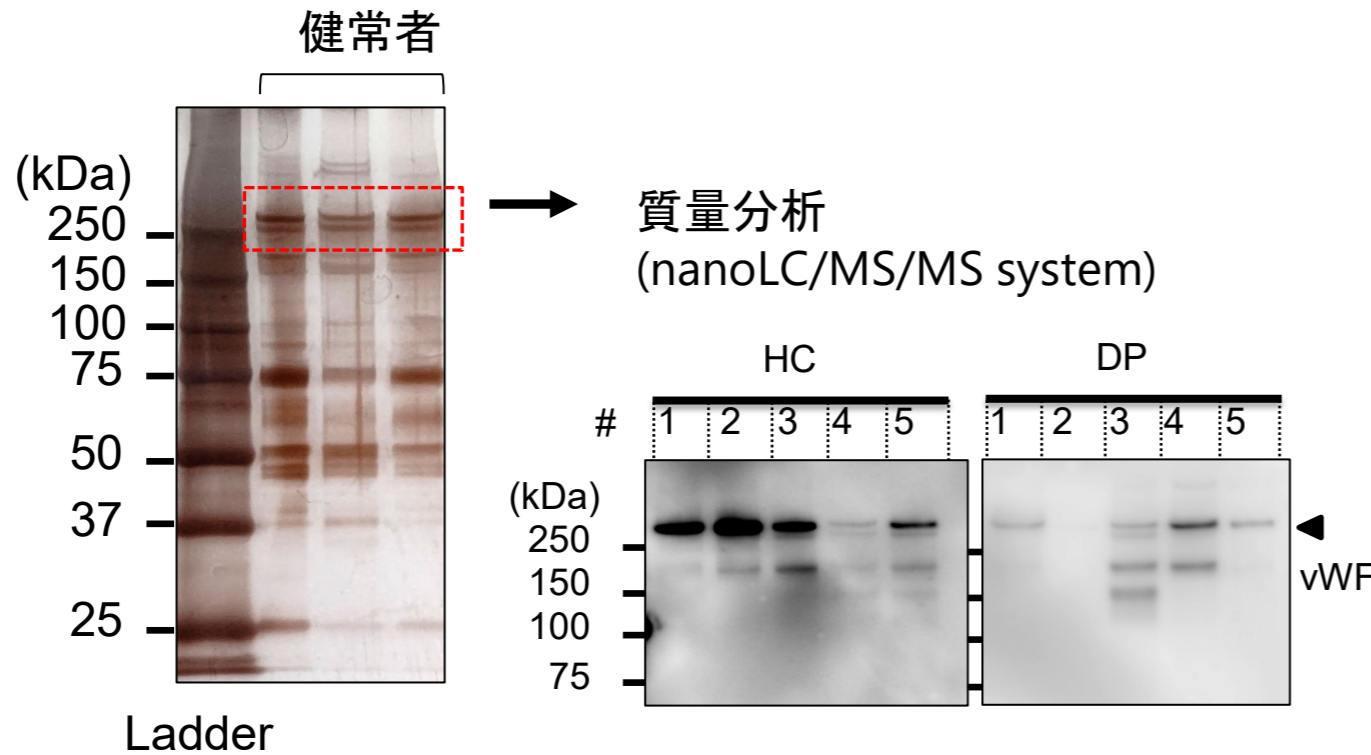 健常者
(kDa)
250
150
100
75
50
37
25
Ladder
質量分析
(nanoLC/MS/MS system)
HC
DP
# 1 2 3 4 5
1 2 3 4 5
(kDa)
250
150
100
75
vWF